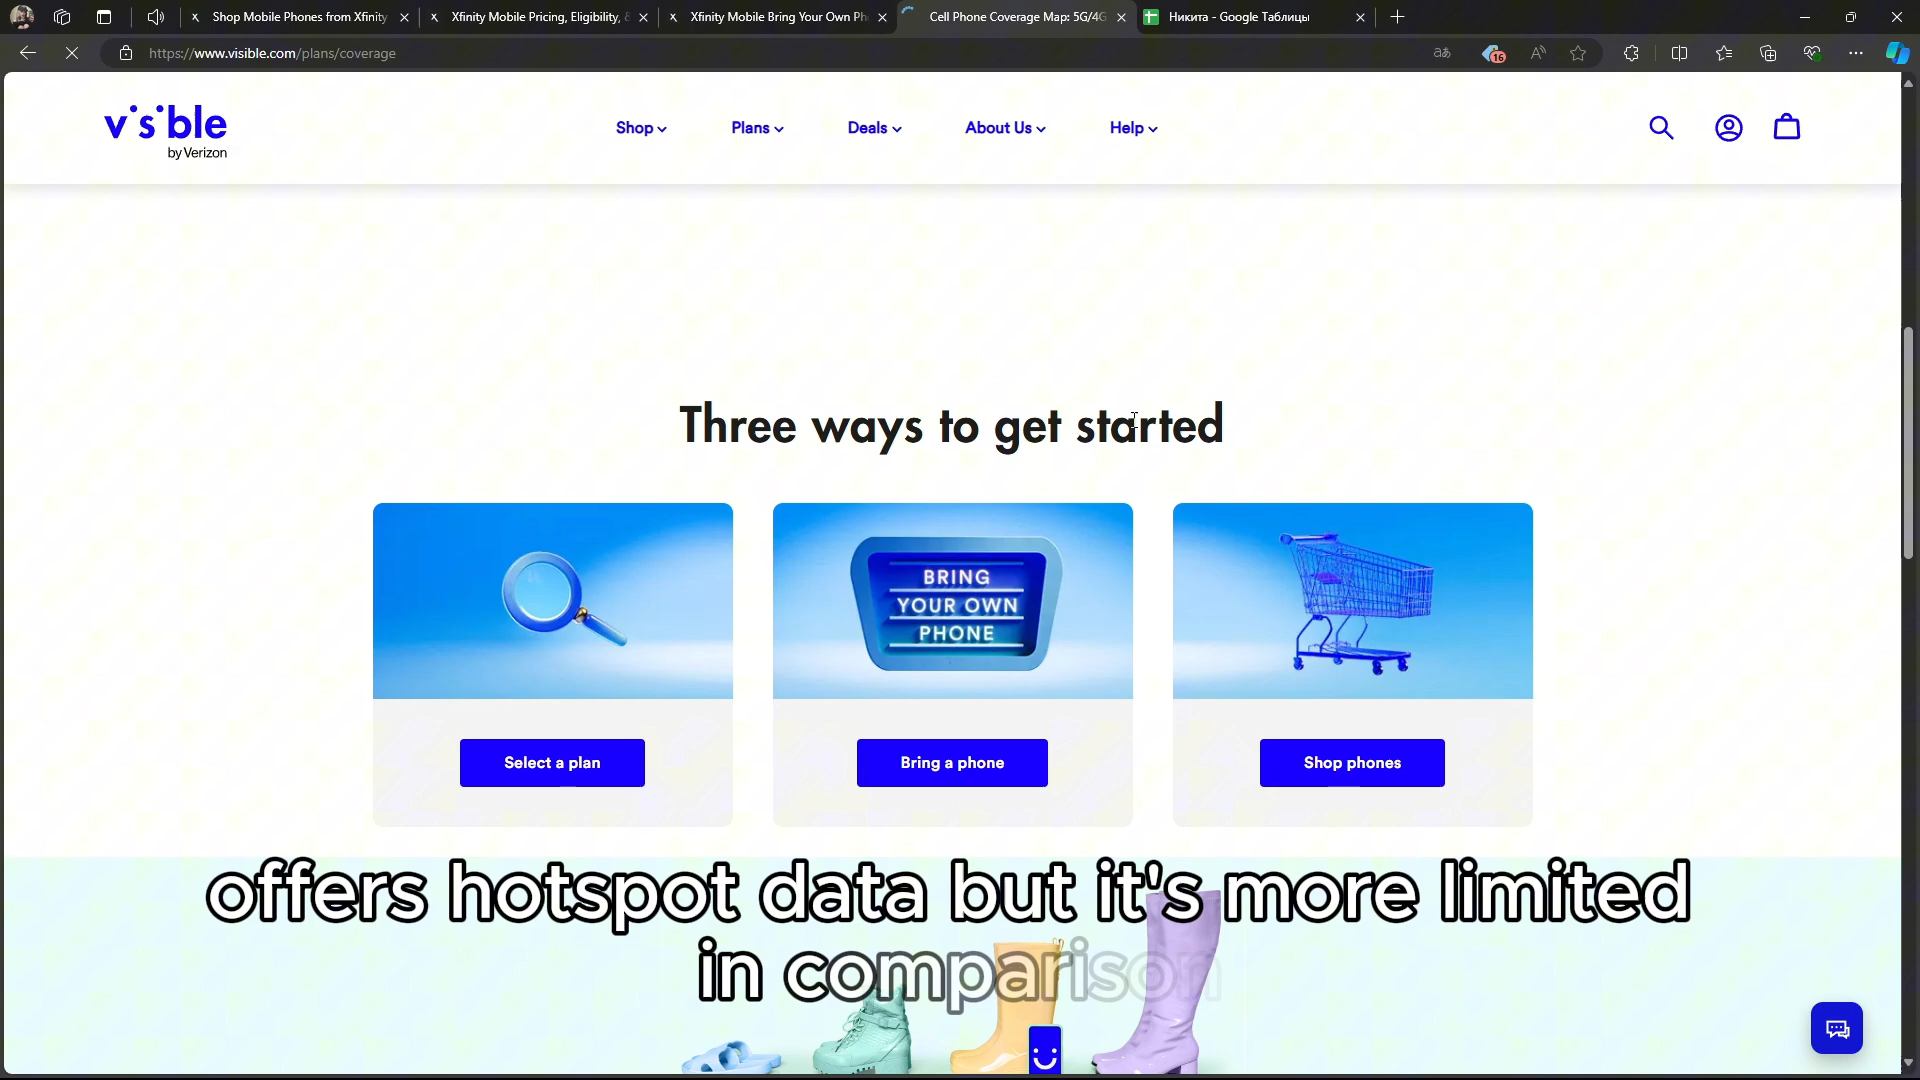 Shop Mobile Phones from Xfinity
Xfinity Mobile Pricing, Eligibility, &
Xfinity Mobile Bring Your Own Ph
Cell Phone Coverage Map: 5G/4G
Никита - Google Таблицы
https://www.visible.com/plans/coverage
16
visible
by Verizon
Shop
Plans
Deals
About Us
Help
Three ways to get started
BRING
YOUR OWN
PHONE
Select a plan
Bring a phone
Shop phones
offers hotspot data but it's more limited
in comparison